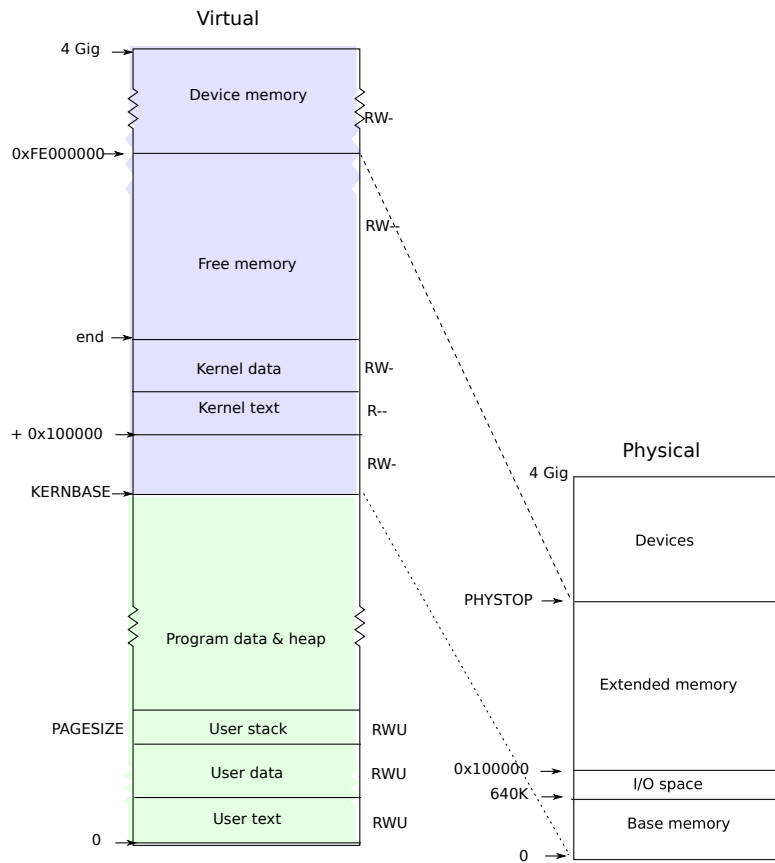 Virtual
4 Gig
Device memory
RW-
0xFE000000
RW--
Free memory
end
Kernel data
RW-
Kernel text
R--
+ 0x100000
RW-
KERNBASE
Program data & heap
PAGESIZE
User stack
RWU
User data
RWU
User text
RWU
0
Physical
4 Gig
Devices
PHYSTOP
Extended memory
0x100000
I/O space
640K
Base memory
0